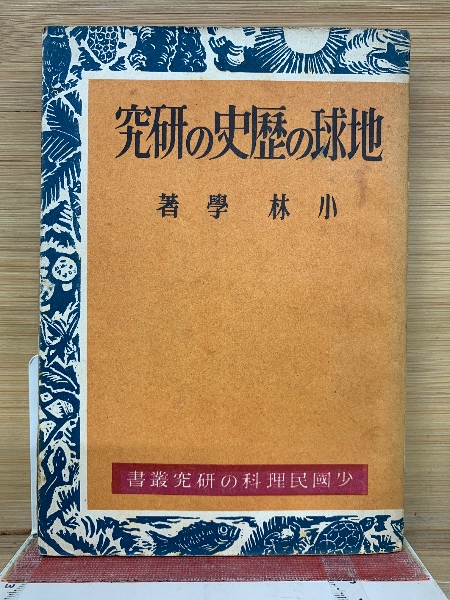 究研の史歷の球地
著 學 林 小
書叢究研の科理民國少